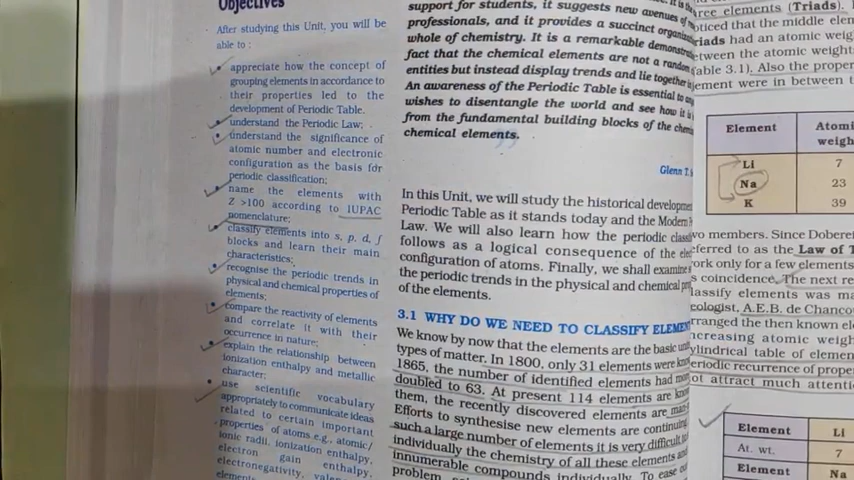 Objectives
After studying this Unit, you will be
able to :
• appreciate how the concept of
grouping elements in accordance to
their properties led to the
development of Periodic Table.
• understand the Periodic Law;
• understand the significance of
atomic number and electronic
configuration as the basis for
periodic classification;
• name the elements with
Z >100 according to IUPAC
nomenclature;
• classify elements into s, p, d, f
blocks and learn their main
characteristics;
• recognise the periodic trends in
physical and chemical properties of
elements;
• compare the reactivity of elements
and correlate it with their
occurrence in nature;
• explain the relationship between
ionization enthalpy and metallic
character;
• use scientific vocabulary
appropriately to communicate ideas
related to certain important
properties of atoms e.g., atomic/
ionic radii, ionization enthalpy,
electron gain enthalpy,
electronegativity,
support for students, it suggests new avenues of
professionals, and it provides a succinct
whole of chemistry. It is a remarkable
fact that the chemical elements are not a random
entities but instead display trends and lie together
An awareness of the Periodic Table is essential to
wishes to disentangle the world and see how it is
from the fundamental building blocks of the
chemical elements.
Glenn T.
In this Unit, we will study the historical
Periodic Table as it stands today and the Modern
Law. We will also learn how the periodic
follows as a logical consequence of the
configuration of atoms. Finally, we shall examine
the periodic trends in the physical and chemical
of the elements.
3.1 WHY DO WE NEED TO CLASSIFY
We know by now that the elements are the basic
types of matter. In 1800, only 31 elements were
1865, the number of identified elements had
doubled to 63. At present 114 elements are
them, the recently discovered elements are
Efforts to synthesise new elements are
such a large number of elements it is very difficult
individually the chemistry of all these elements
innumerable compounds individually. To ease
problem
elements (Triads).
noticed that the middle
had an atomic
the atomic
3.1). Also the
were in between
Element Atomi
weigh
Li 7
Na 23
K 39
members. Since
referred to as the Law of
only for a few elements
coincidence. The next
classify elements was
A.E.B. de
the then known
increasing atomic
cylindrical table of
periodic recurrence of
not attract much
Element Li
At. wt. 7
Element Na